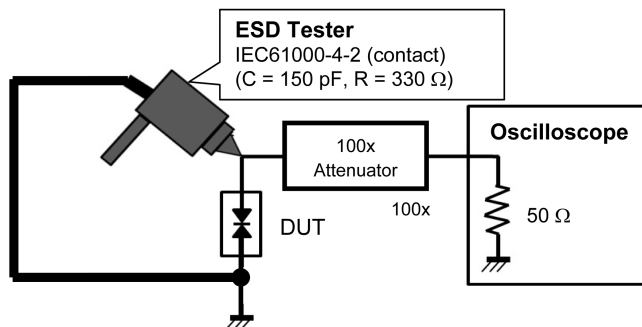 ESD Tester
IEC61000-4-2 (contact)
(C = 150 pF, R = 330 Ω)
100x
Attenuator
100x
Oscilloscope
50 Ω
DUT